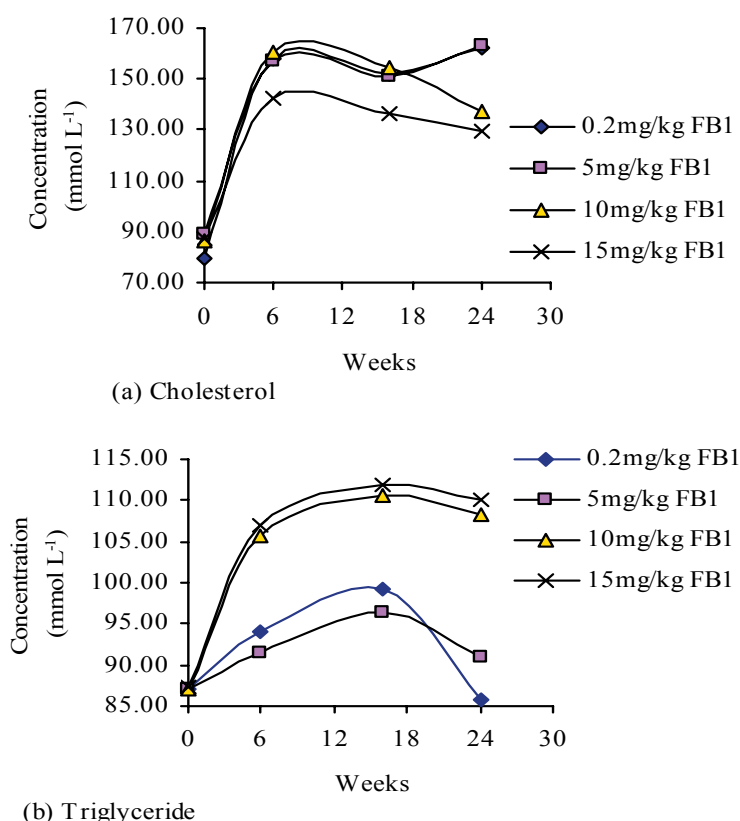 170.00
150.00
130.00
110.00
90.00
70.00
Concentration
(mmol L-1)
0 6 12 18 24 30
Weeks
0.2mg/kg FB1
5mg/kg FB1
10mg/kg FB1
15mg/kg FB1
(a) Cholesterol
115.00
110.00
105.00
100.00
95.00
90.00
85.00
Concentration
(mmol L-1)
0 6 12 18 24 30
Weeks
0.2mg/kg FB1
5mg/kg FB1
10mg/kg FB1
15mg/kg FB1
(b) Triglyceride